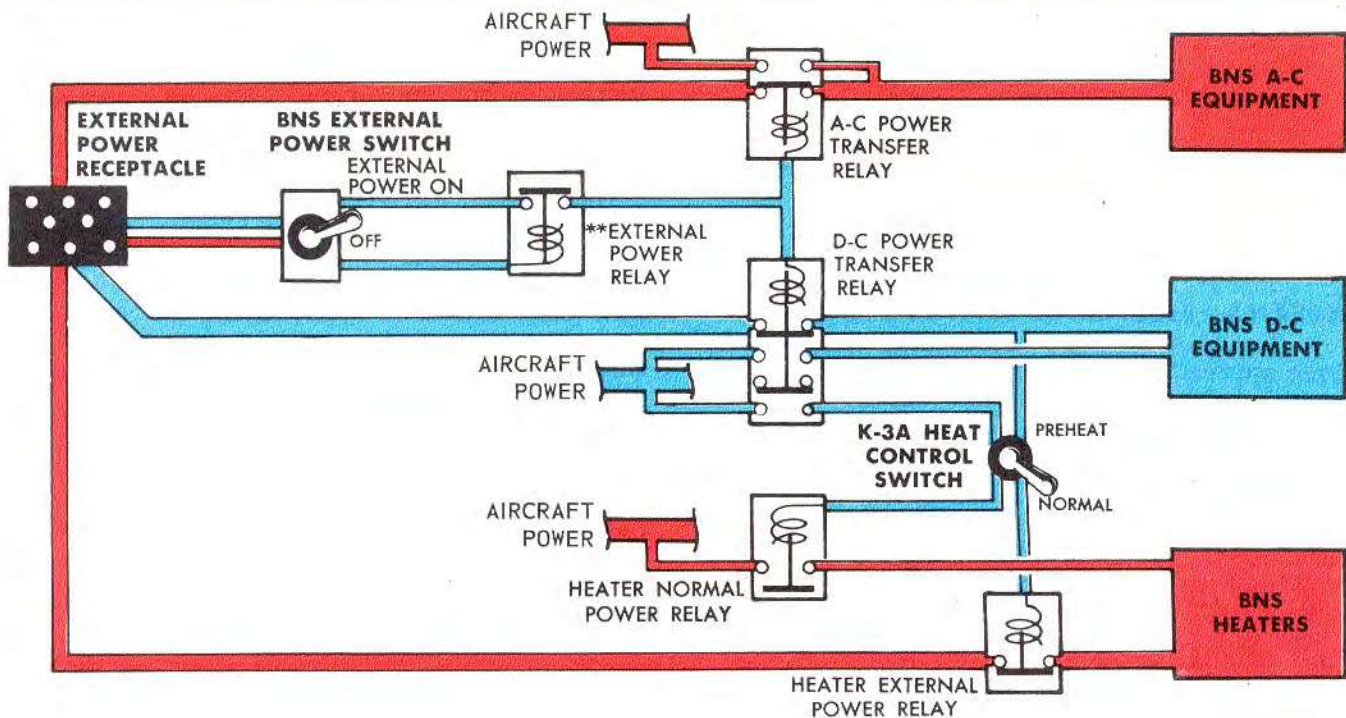 AIRCRAFT
POWER
BNS A-C
EQUIPMENT
EXTERNAL
POWER
RECEPTACLE
BNS EXTERNAL
POWER SWITCH
EXTERNAL
POWER ON
OFF
**EXTERNAL
POWER
RELAY
A-C POWER
TRANSFER
RELAY
D-C POWER
TRANSFER
RELAY
BNS D-C
EQUIPMENT
AIRCRAFT
POWER
K-3A HEAT
CONTROL
SWITCH
PREHEAT
NORMAL
AIRCRAFT
POWER
HEATER NORMAL
POWER RELAY
BNS
HEATERS
HEATER EXTERNAL
POWER RELAY